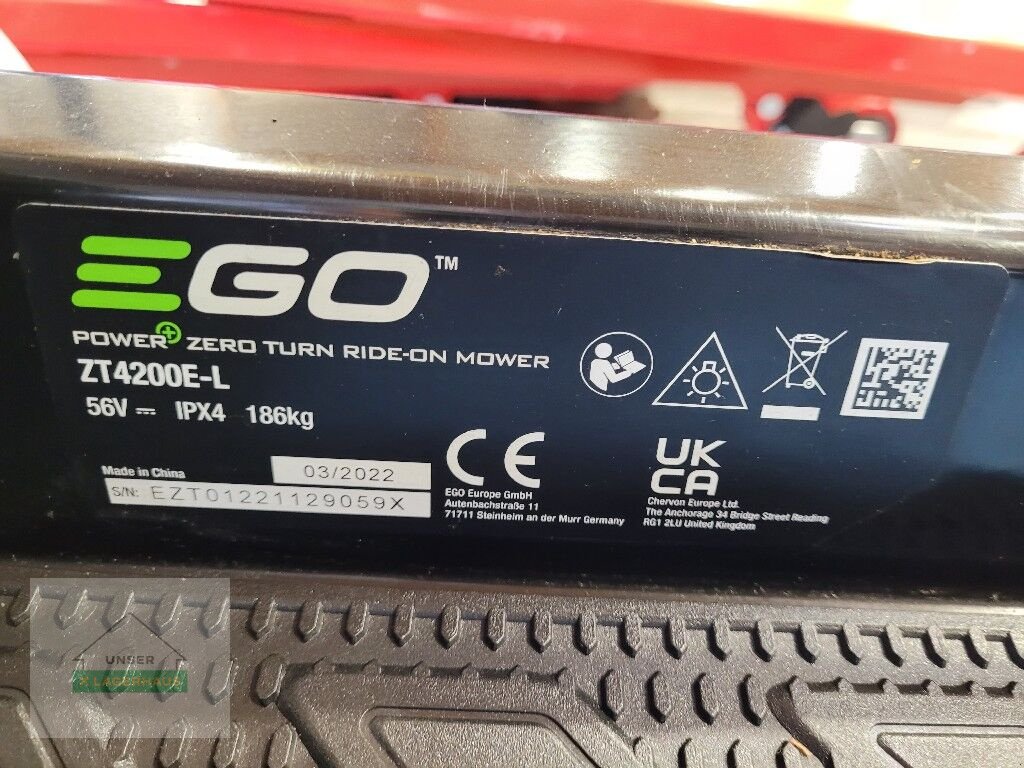 EGO™
POWER+ ZERO TURN RIDE-ON MOWER
ZT4200E-L
56V ⎓ IPX4 186kg
Made in China 03/2022
S/N: EZT01221129059X
CE
EGO Europe GmbH
Autenbachstraße 11
71711 Steinheim an der Murr Germany
UK
CA
Chervon Europe Ltd.
The Anchorage 34 Bridge Street Reading
RG1 2LU United Kingdom
UNSER
X LAGERHAUS